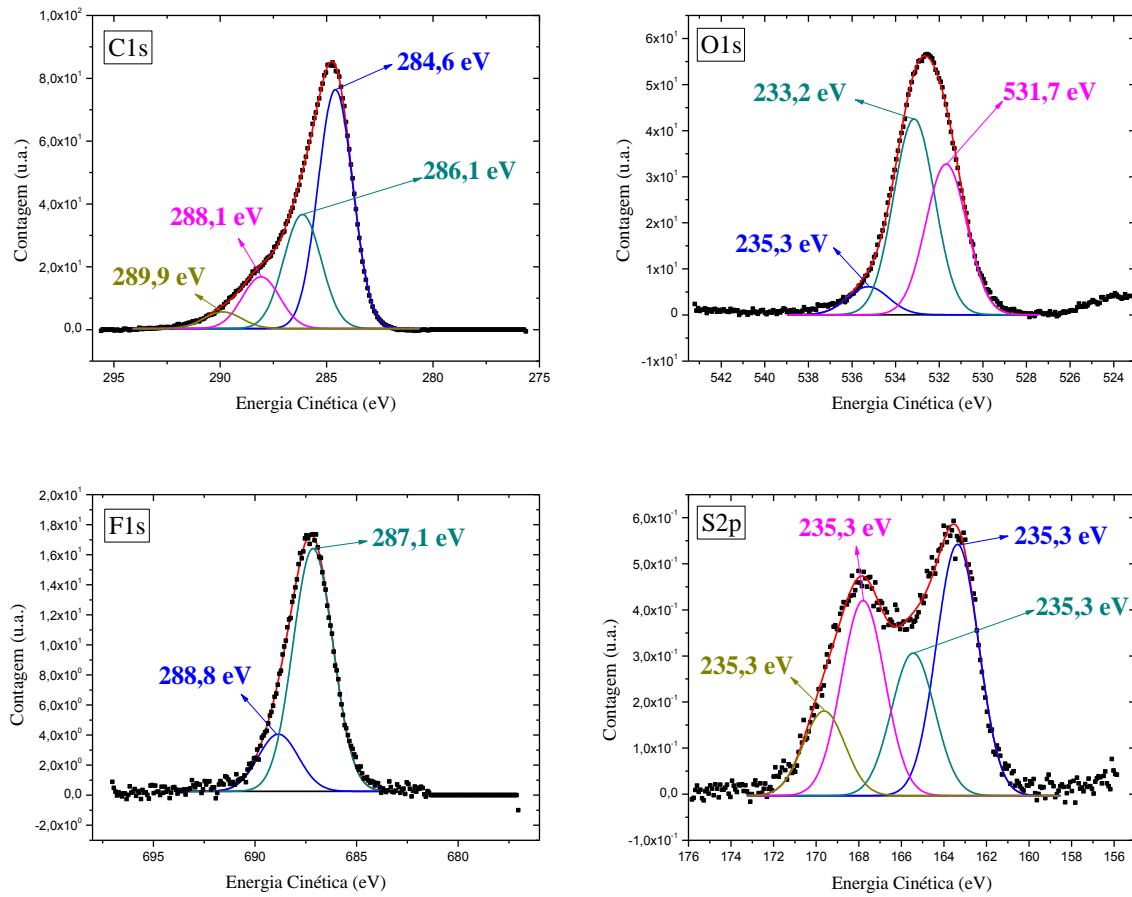 C1s
Contagem (u.a.)
1,0x10²
8,0x10¹
6,0x10¹
4,0x10¹
2,0x10¹
0,0
284,6 eV
286,1 eV
288,1 eV
289,9 eV
295 290 285 280 275
Energia Cinética (eV)
O1s
Contagem (u.a.)
6x10¹
5x10¹
4x10¹
3x10¹
2x10¹
1x10¹
0
-1x10¹
233,2 eV
531,7 eV
235,3 eV
542 540 538 536 534 532 530 528 526 524
Energia Cinética (eV)
F1s
Contagem (u.a.)
2,0x10¹
1,8x10¹
1,6x10¹
1,4x10¹
1,2x10¹
1,0x10¹
8,0x10⁰
6,0x10⁰
4,0x10⁰
2,0x10⁰
0,0
-2,0x10⁰
287,1 eV
288,8 eV
695 690 685 680
Energia Cinética (eV)
S2p
Contagem (u.a.)
6,0x10⁻¹
5,0x10⁻¹
4,0x10⁻¹
3,0x10⁻¹
2,0x10⁻¹
1,0x10⁻¹
0,0
-1,0x10⁻¹
235,3 eV
235,3 eV
235,3 eV
235,3 eV
176 174 172 170 168 166 164 162 160 158 156
Energia Cinética (eV)